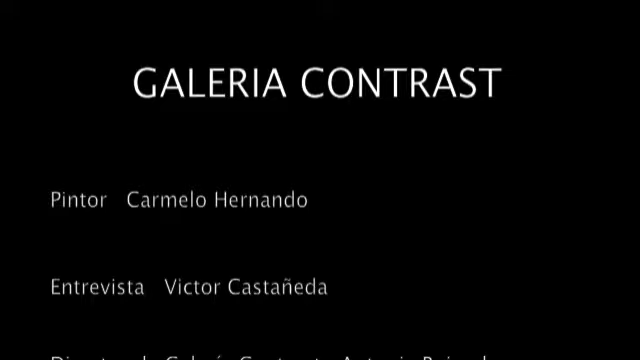 GALERIA CONTRAST
Pintor Carmelo Hernando
Entrevista Victor Castañeda